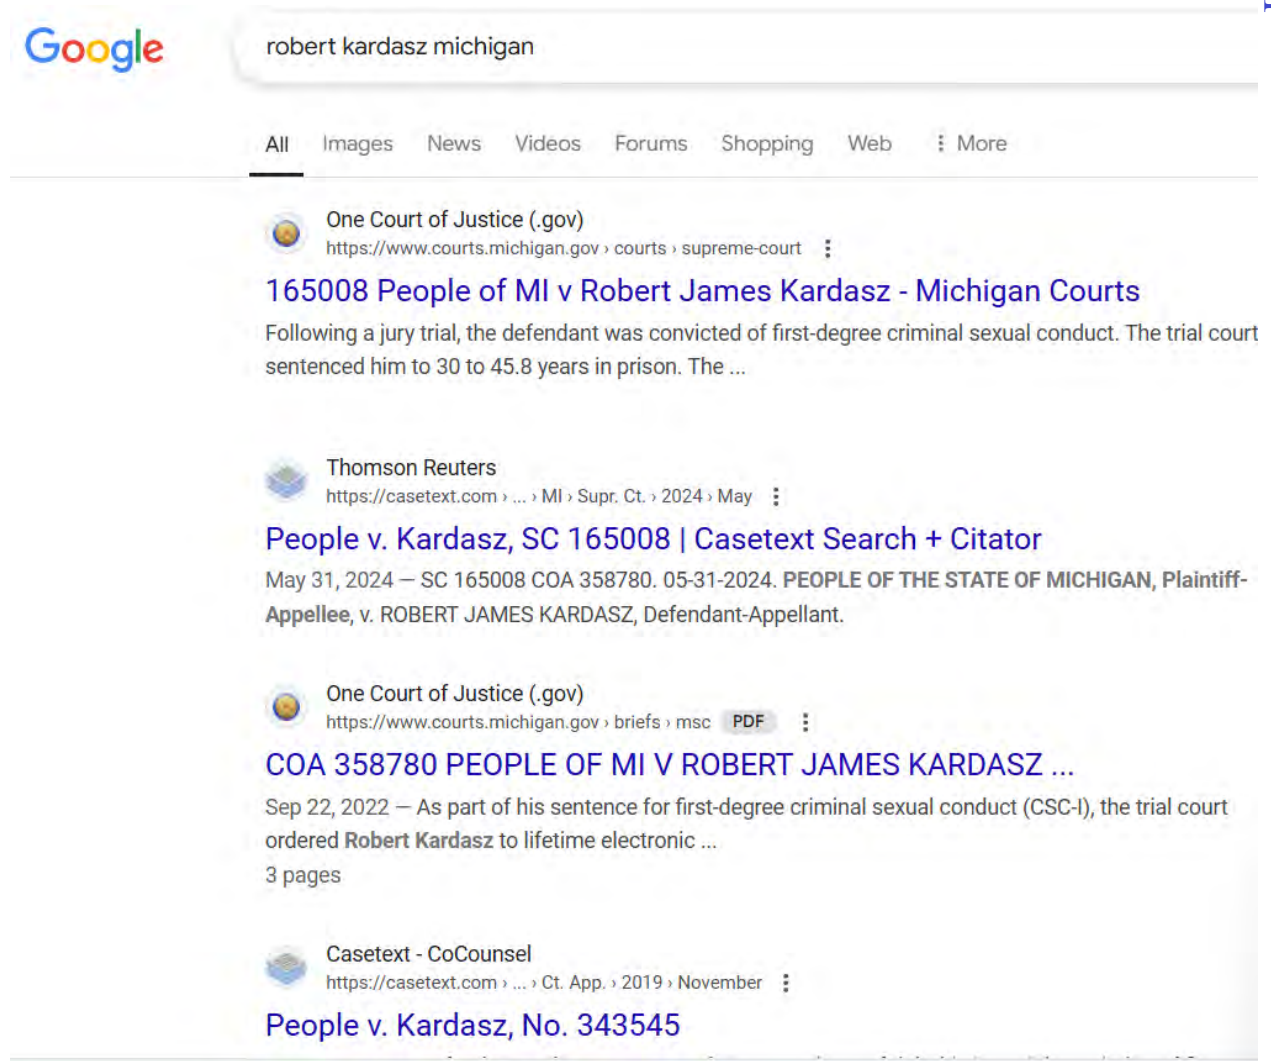 Google
robert kardasz michigan
All Images News Videos Forums Shopping Web ⋮ More
One Court of Justice (.gov)
https://www.courts.michigan.gov › courts › supreme-court ⋮
165008 People of MI v Robert James Kardasz - Michigan Courts
Following a jury trial, the defendant was convicted of first-degree criminal sexual conduct. The trial court
sentenced him to 30 to 45.8 years in prison. The ...
Thomson Reuters
https://casetext.com › ... › MI › Supr. Ct. › 2024 › May ⋮
People v. Kardasz, SC 165008 | Casetext Search + Citator
May 31, 2024 — SC 165008 COA 358780. 05-31-2024. PEOPLE OF THE STATE OF MICHIGAN, Plaintiff-
Appellee, v. ROBERT JAMES KARDASZ, Defendant-Appellant.
One Court of Justice (.gov)
https://www.courts.michigan.gov › briefs › msc PDF ⋮
COA 358780 PEOPLE OF MI V ROBERT JAMES KARDASZ ...
Sep 22, 2022 — As part of his sentence for first-degree criminal sexual conduct (CSC-I), the trial court
ordered Robert Kardasz to lifetime electronic ...
3 pages
Casetext - CoCounsel
https://casetext.com › ... › Ct. App. › 2019 › November ⋮
People v. Kardasz, No. 343545